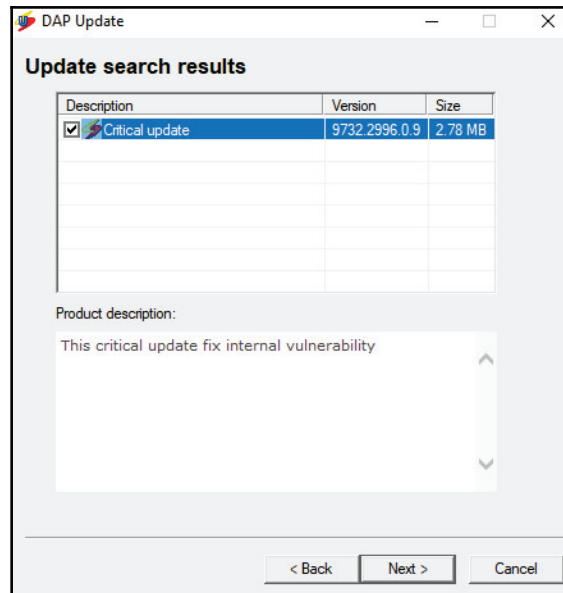 DAP Update
Update search results
Description Version Size
Critical update 9732.2996.0.9 2.78 MB
Product description:
This critical update fix internal vulnerability
< Back Next > Cancel